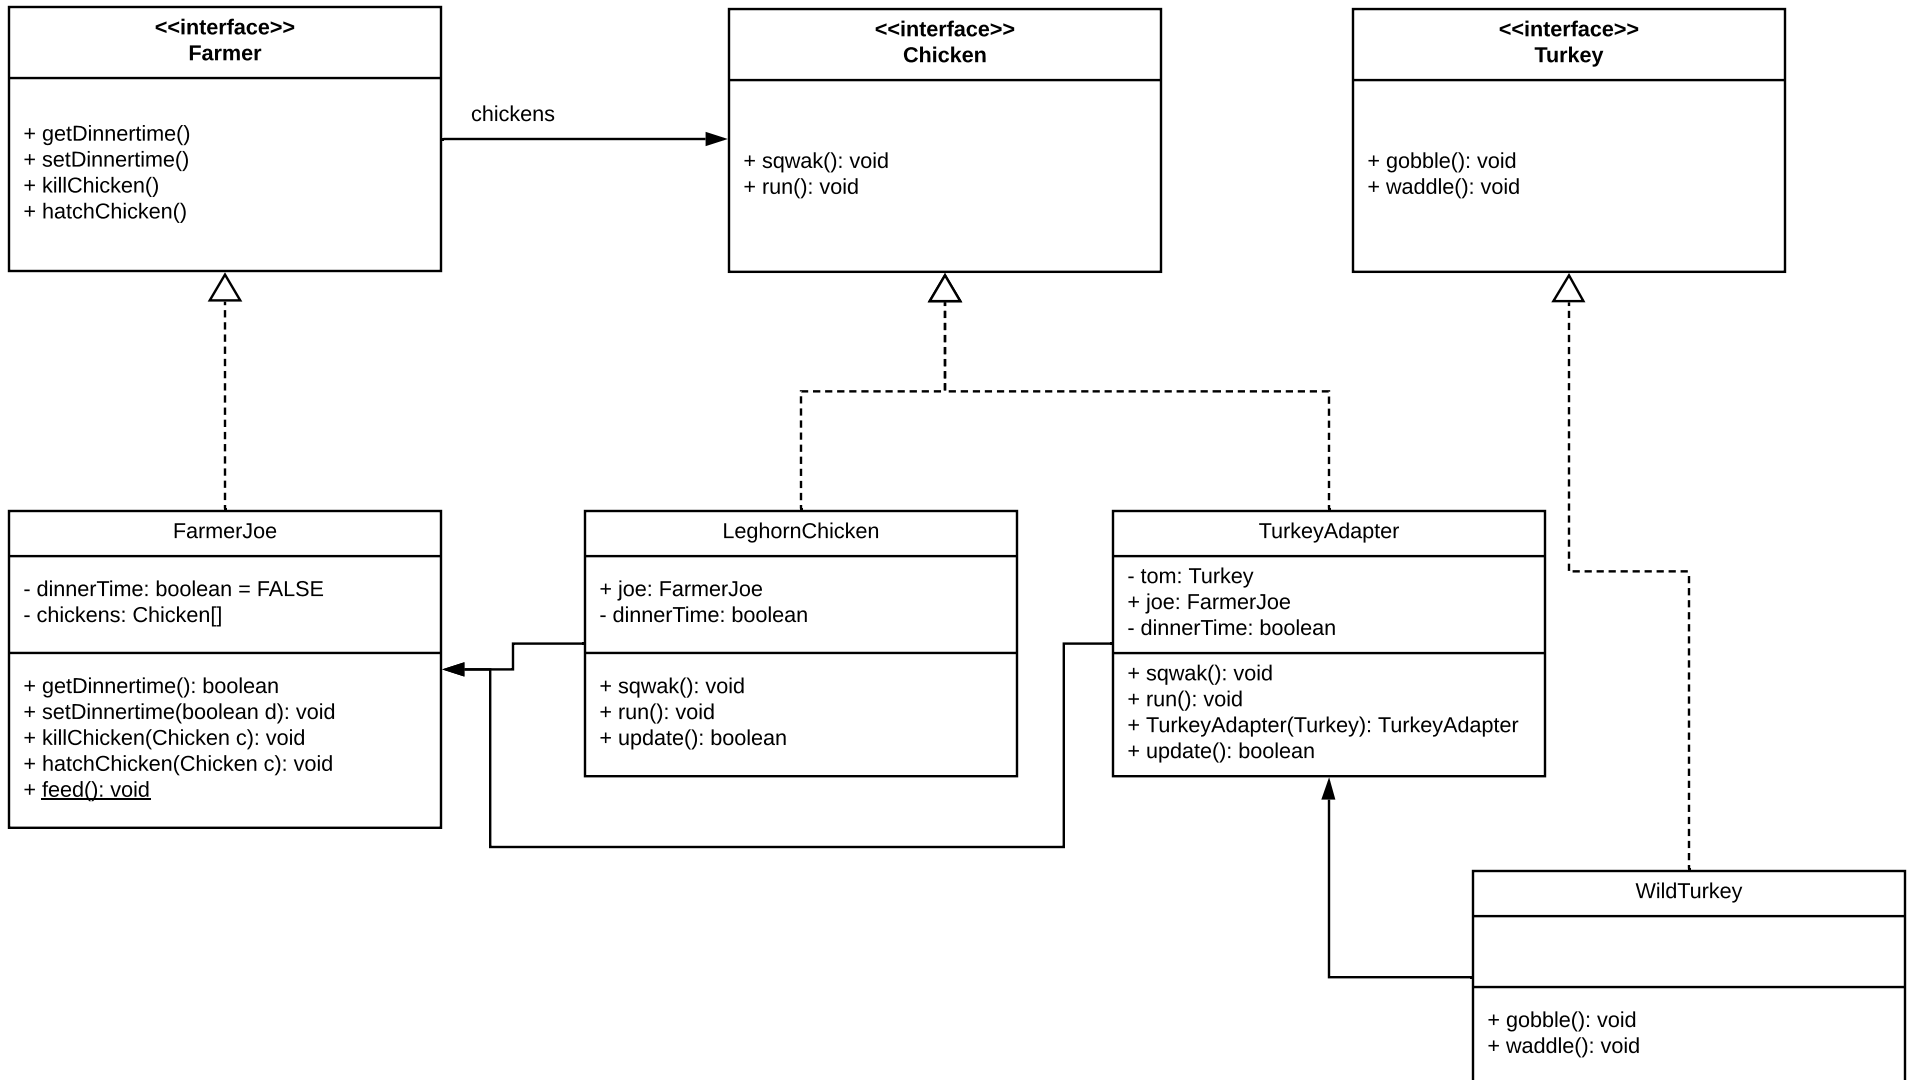 <<interface>>
Farmer
+ getDinnertime()
+ setDinnertime()
+ killChicken()
+ hatchChicken()
chickens
<<interface>>
Chicken
+ sqwak(): void
+ run(): void
<<interface>>
Turkey
+ gobble(): void
+ waddle(): void
FarmerJoe
- dinnerTime: boolean = FALSE
- chickens: Chicken[]
+ getDinnertime(): boolean
+ setDinnertime(boolean d): void
+ killChicken(Chicken c): void
+ hatchChicken(Chicken c): void
+ feed(): void
LeghornChicken
+ joe: FarmerJoe
- dinnerTime: boolean
+ sqwak(): void
+ run(): void
+ update(): boolean
TurkeyAdapter
- tom: Turkey
+ joe: FarmerJoe
- dinnerTime: boolean
+ sqwak(): void
+ run(): void
+ TurkeyAdapter(Turkey): TurkeyAdapter
+ update(): boolean
WildTurkey
+ gobble(): void
+ waddle(): void